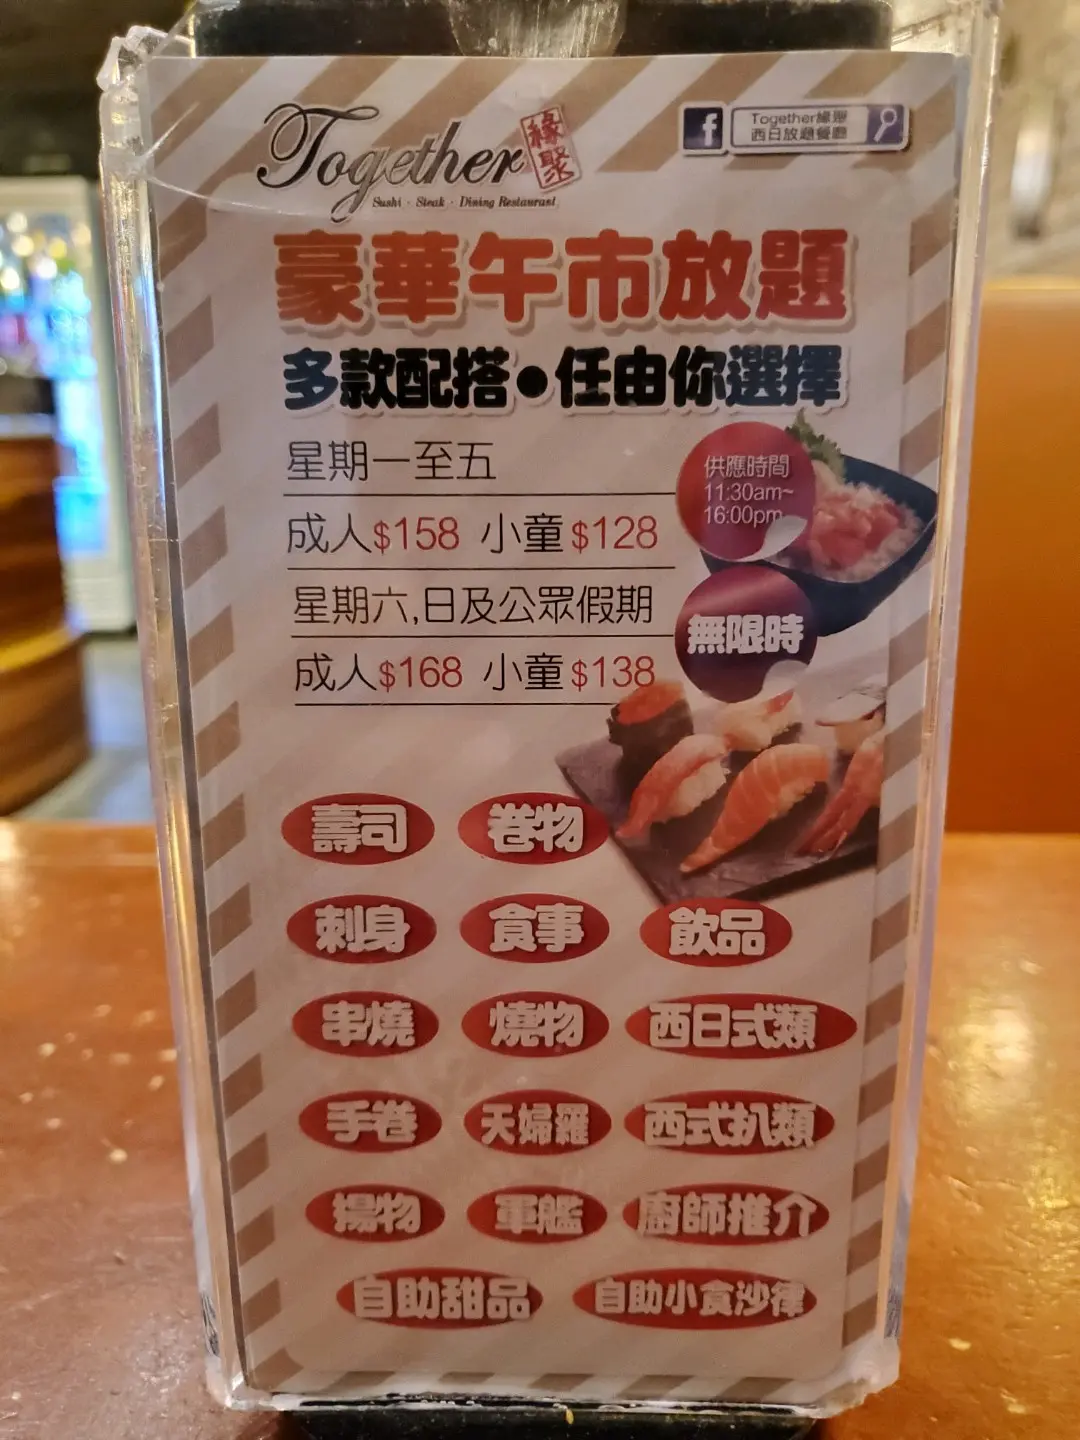 Together 緣聚
Sushi · Steak · Dining Restaurant
f Together緣聚
西日放題餐廳
豪華午市放題
多款配搭●任由你選擇
星期一至五
成人$158 小童$128
星期六,日及公眾假期
成人$168 小童$138
供應時間
11:30am~
16:00pm
無限時
壽司 卷物
刺身 食事 飲品
串燒 燒物 西日式類
手卷 天婦羅 西式扒類
揚物 軍艦 廚師推介
自助甜品 自助小食沙律